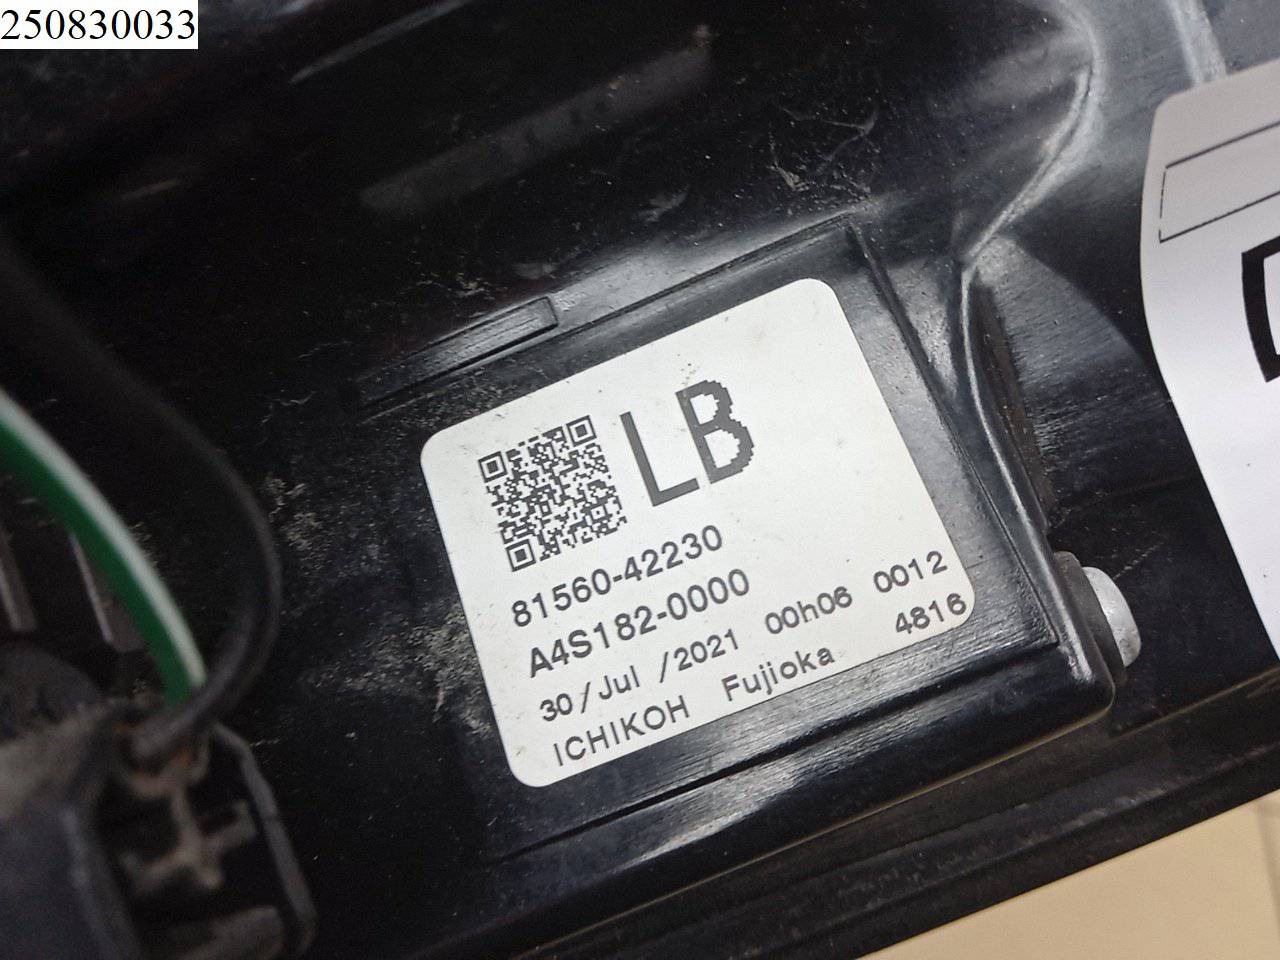 250830033
LB
81560-42230
A4S182-0000
30/Jul /2021 00h06 0012
ICHIKOH Fujioka 4816